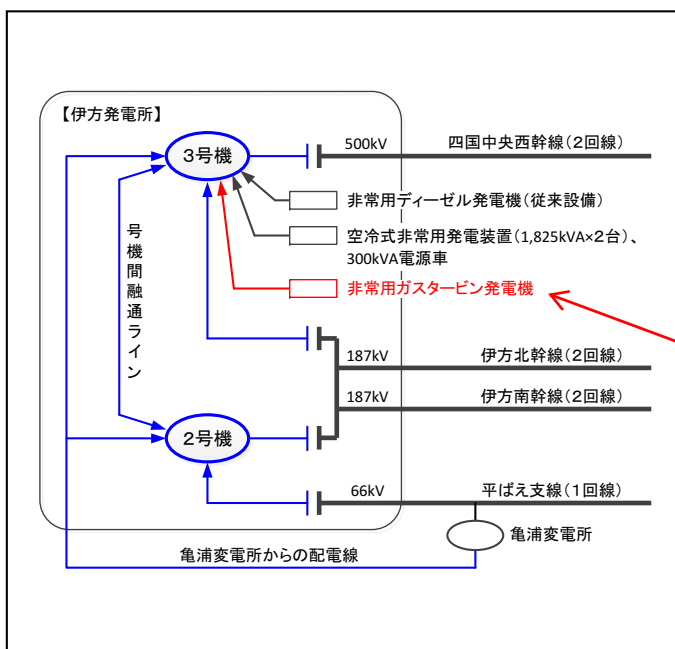 【伊方発電所】
3号機
500kV
四国中央西幹線(2回線)
非常用ディーゼル発電機(従来設備)
空冷式非常用発電装置(1,825kVA×2台)、
300kVA電源車
非常用ガスタービン発電機
号機間融通ライン
187kV
伊方北幹線(2回線)
187kV
伊方南幹線(2回線)
2号機
66kV
平ばえ支線(1回線)
亀浦変電所
亀浦変電所からの配電線